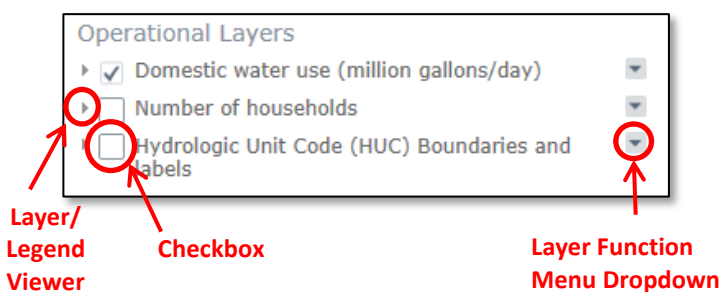 Operational Layers
Domestic water use (million gallons/day)
Number of households
Hydrologic Unit Code (HUC) Boundaries and
labels
Layer/
Legend
Viewer
Checkbox
Layer Function
Menu Dropdown